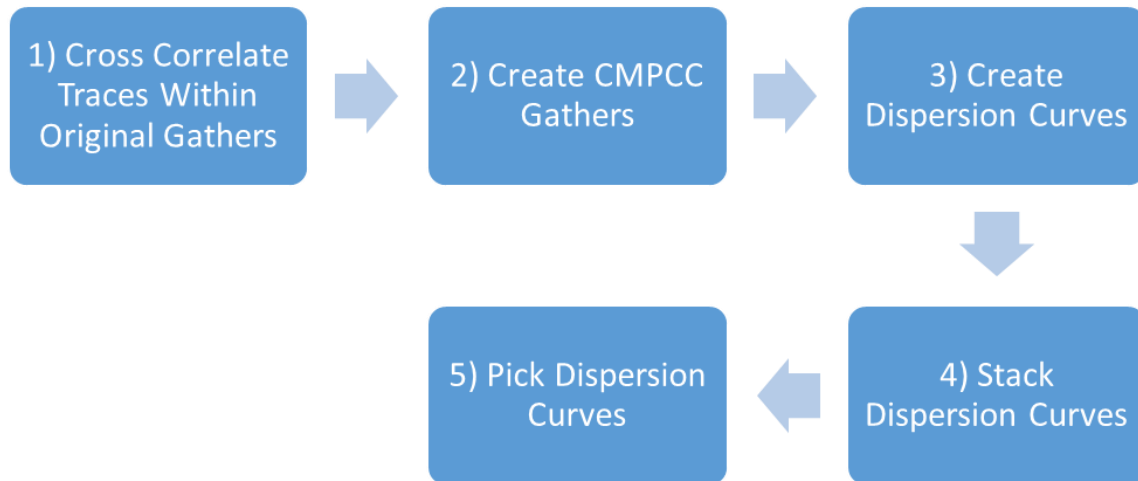 1) Cross Correlate
Traces Within
Original Gathers
2) Create CMPCC
Gathers
3) Create
Dispersion Curves
4) Stack
Dispersion Curves
5) Pick Dispersion
Curves